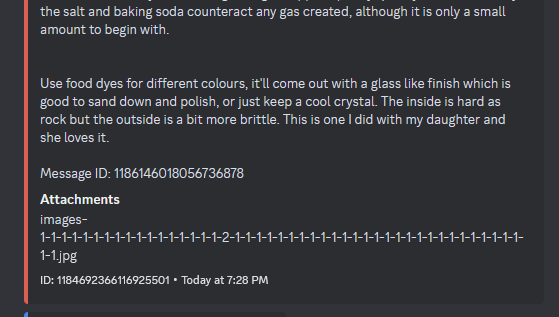 the salt and baking soda counteract any gas created, although it is only a small
amount to begin with.
Use food dyes for different colours, it'll come out with a glass like finish which is
good to sand down and polish, or just keep a cool crystal. The inside is hard as
rock but the outside is a bit more brittle. This is one I did with my daughter and
she loves it.
Message ID: 1186146018056736878
Attachments
images-
1-1-1-1-1-1-1-1-1-1-1-1-1-1-1-1-1-2-1-1-1-1-1-1-1-1-1-1-1-1-1-1-1-1-1-1-1-1-1-1-1-1-1-1-1-
1-1.jpg
ID: 1184692366116925501 • Today at 7:28 PM